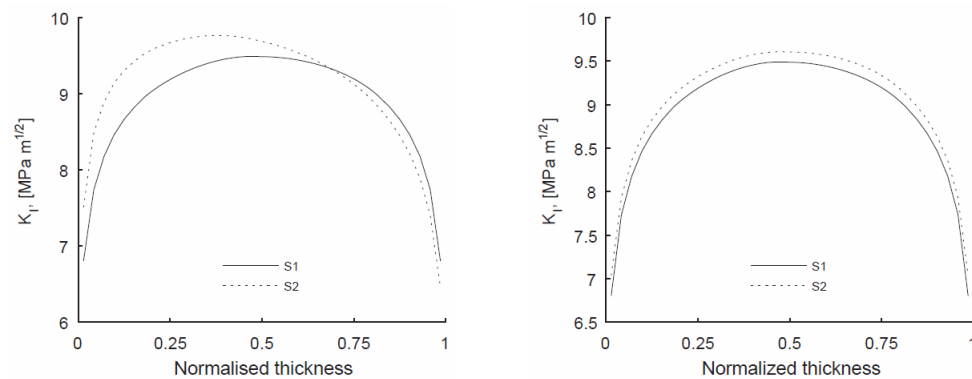 10
9
8
7
6
K_I, [MPa m^1/2]
0
0.25
0.5
0.75
1
Normalised thickness
S1
S2
10
9.5
9
8.5
8
7.5
7
6.5
K_I, [MPa m^1/2]
0
0.25
0.5
0.75
1
Normalized thickness
S1
S2